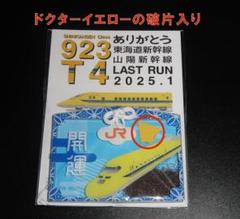 ドクターイエローの破片入り
923
T4
ありがとう
東海道新幹線
山陽新幹線
LAST RUN
2025.1
開運
JR